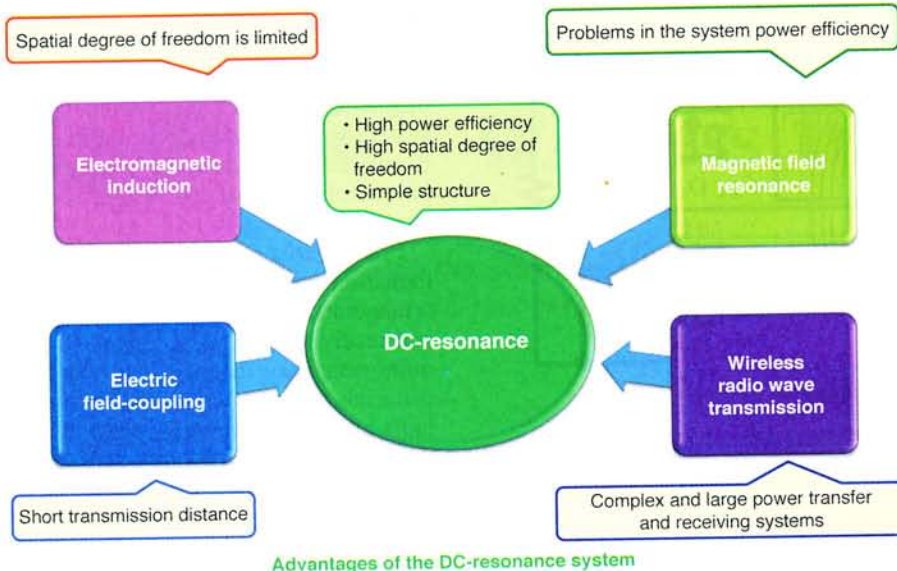 Spatial degree of freedom is limited
Problems in the system power efficiency
Electromagnetic
induction
• High power efficiency
• High spatial degree of
freedom
• Simple structure
Magnetic field
resonance
DC-resonance
Electric
field-coupling
Wireless
radio wave
transmission
Short transmission distance
Complex and large power transfer
and receiving systems
Advantages of the DC-resonance system